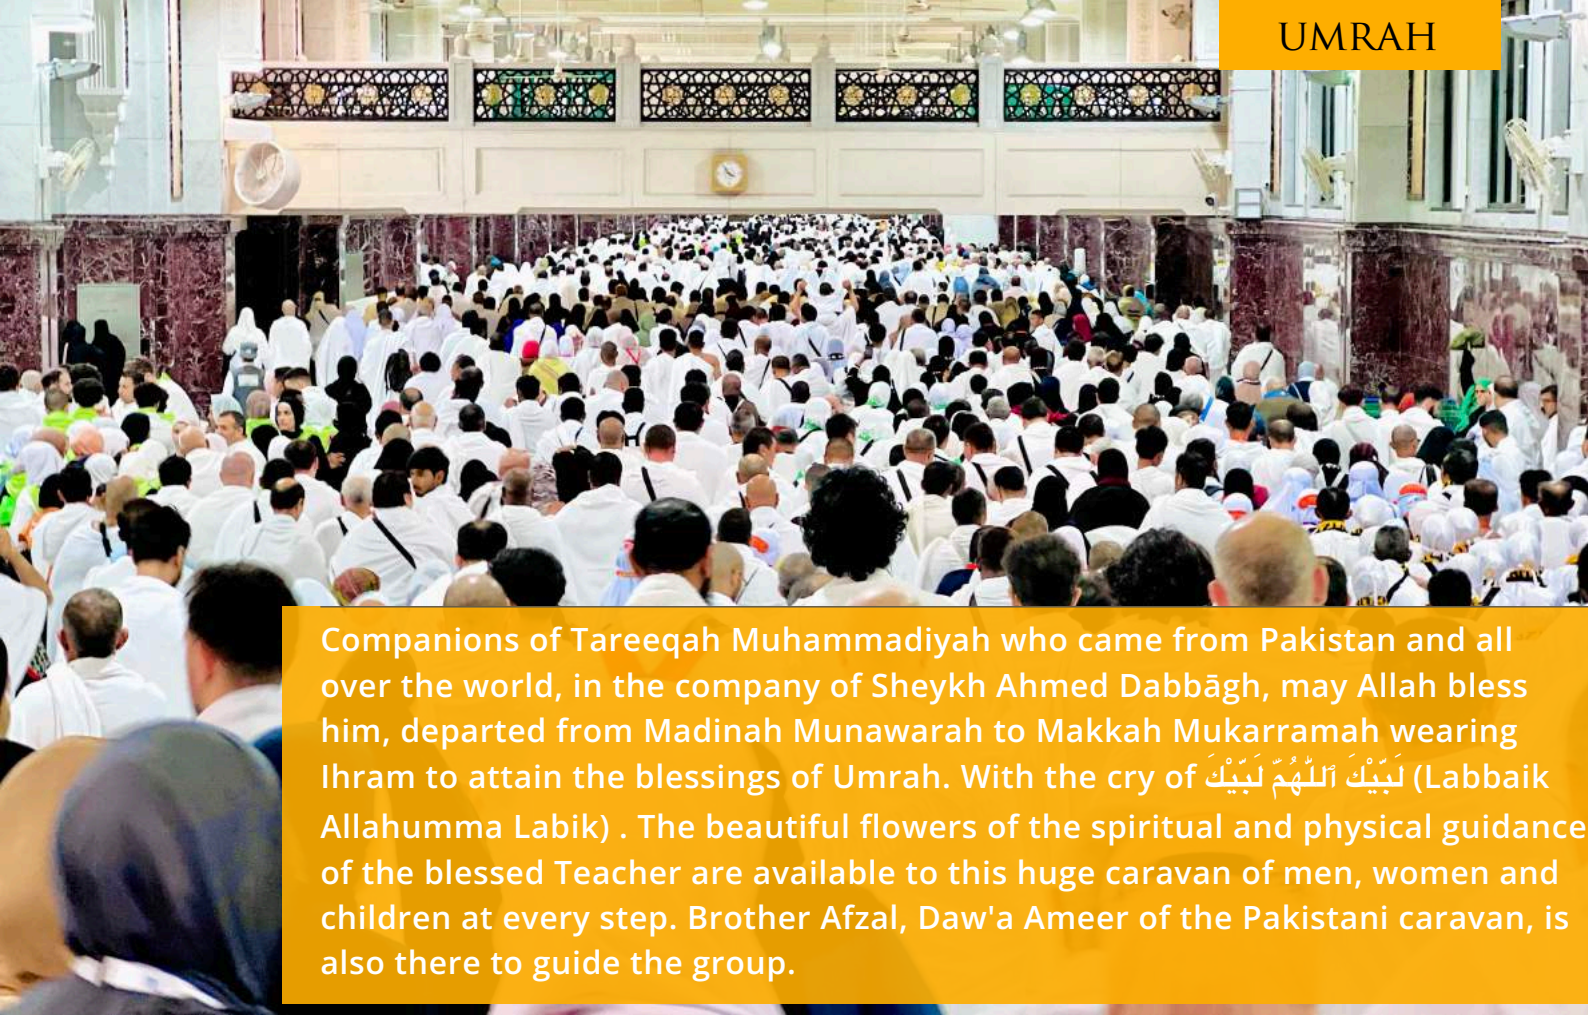 UMRAH
Companions of Tareeqah Muhammadiyah who came from Pakistan and all
over the world, in the company of Sheykh Ahmed Dabbāgh, may Allah bless
him, departed from Madinah Munawarah to Makkah Mukarramah wearing
Ihram to attain the blessings of Umrah. With the cry of لَبَّيْكَ ٱللّٰهُمَّ لَبَّيْكَ (Labbaik
Allahumma Labik) . The beautiful flowers of the spiritual and physical guidance
of the blessed Teacher are available to this huge caravan of men, women and
children at every step. Brother Afzal, Daw'a Ameer of the Pakistani caravan, is
also there to guide the group.